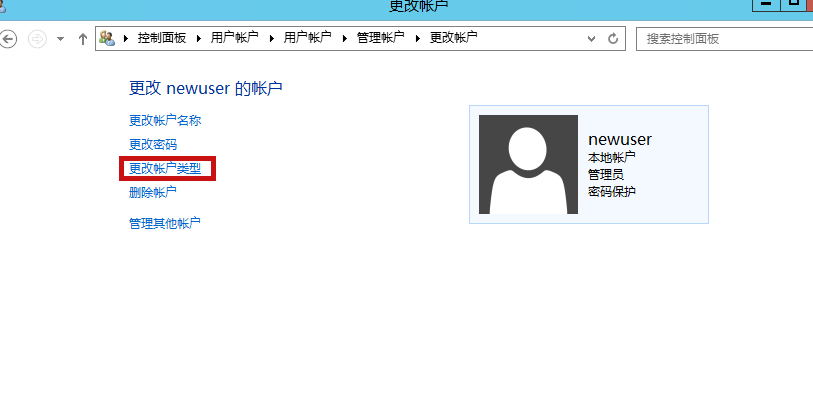 更改帐户
控制面板 用户帐户 用户帐户 管理帐户 更改帐户
搜索控制面板
更改 newuser 的帐户
更改帐户名称
更改密码
更改帐户类型
删除帐户
管理其他帐户
newuser
本地帐户
管理员
密码保护